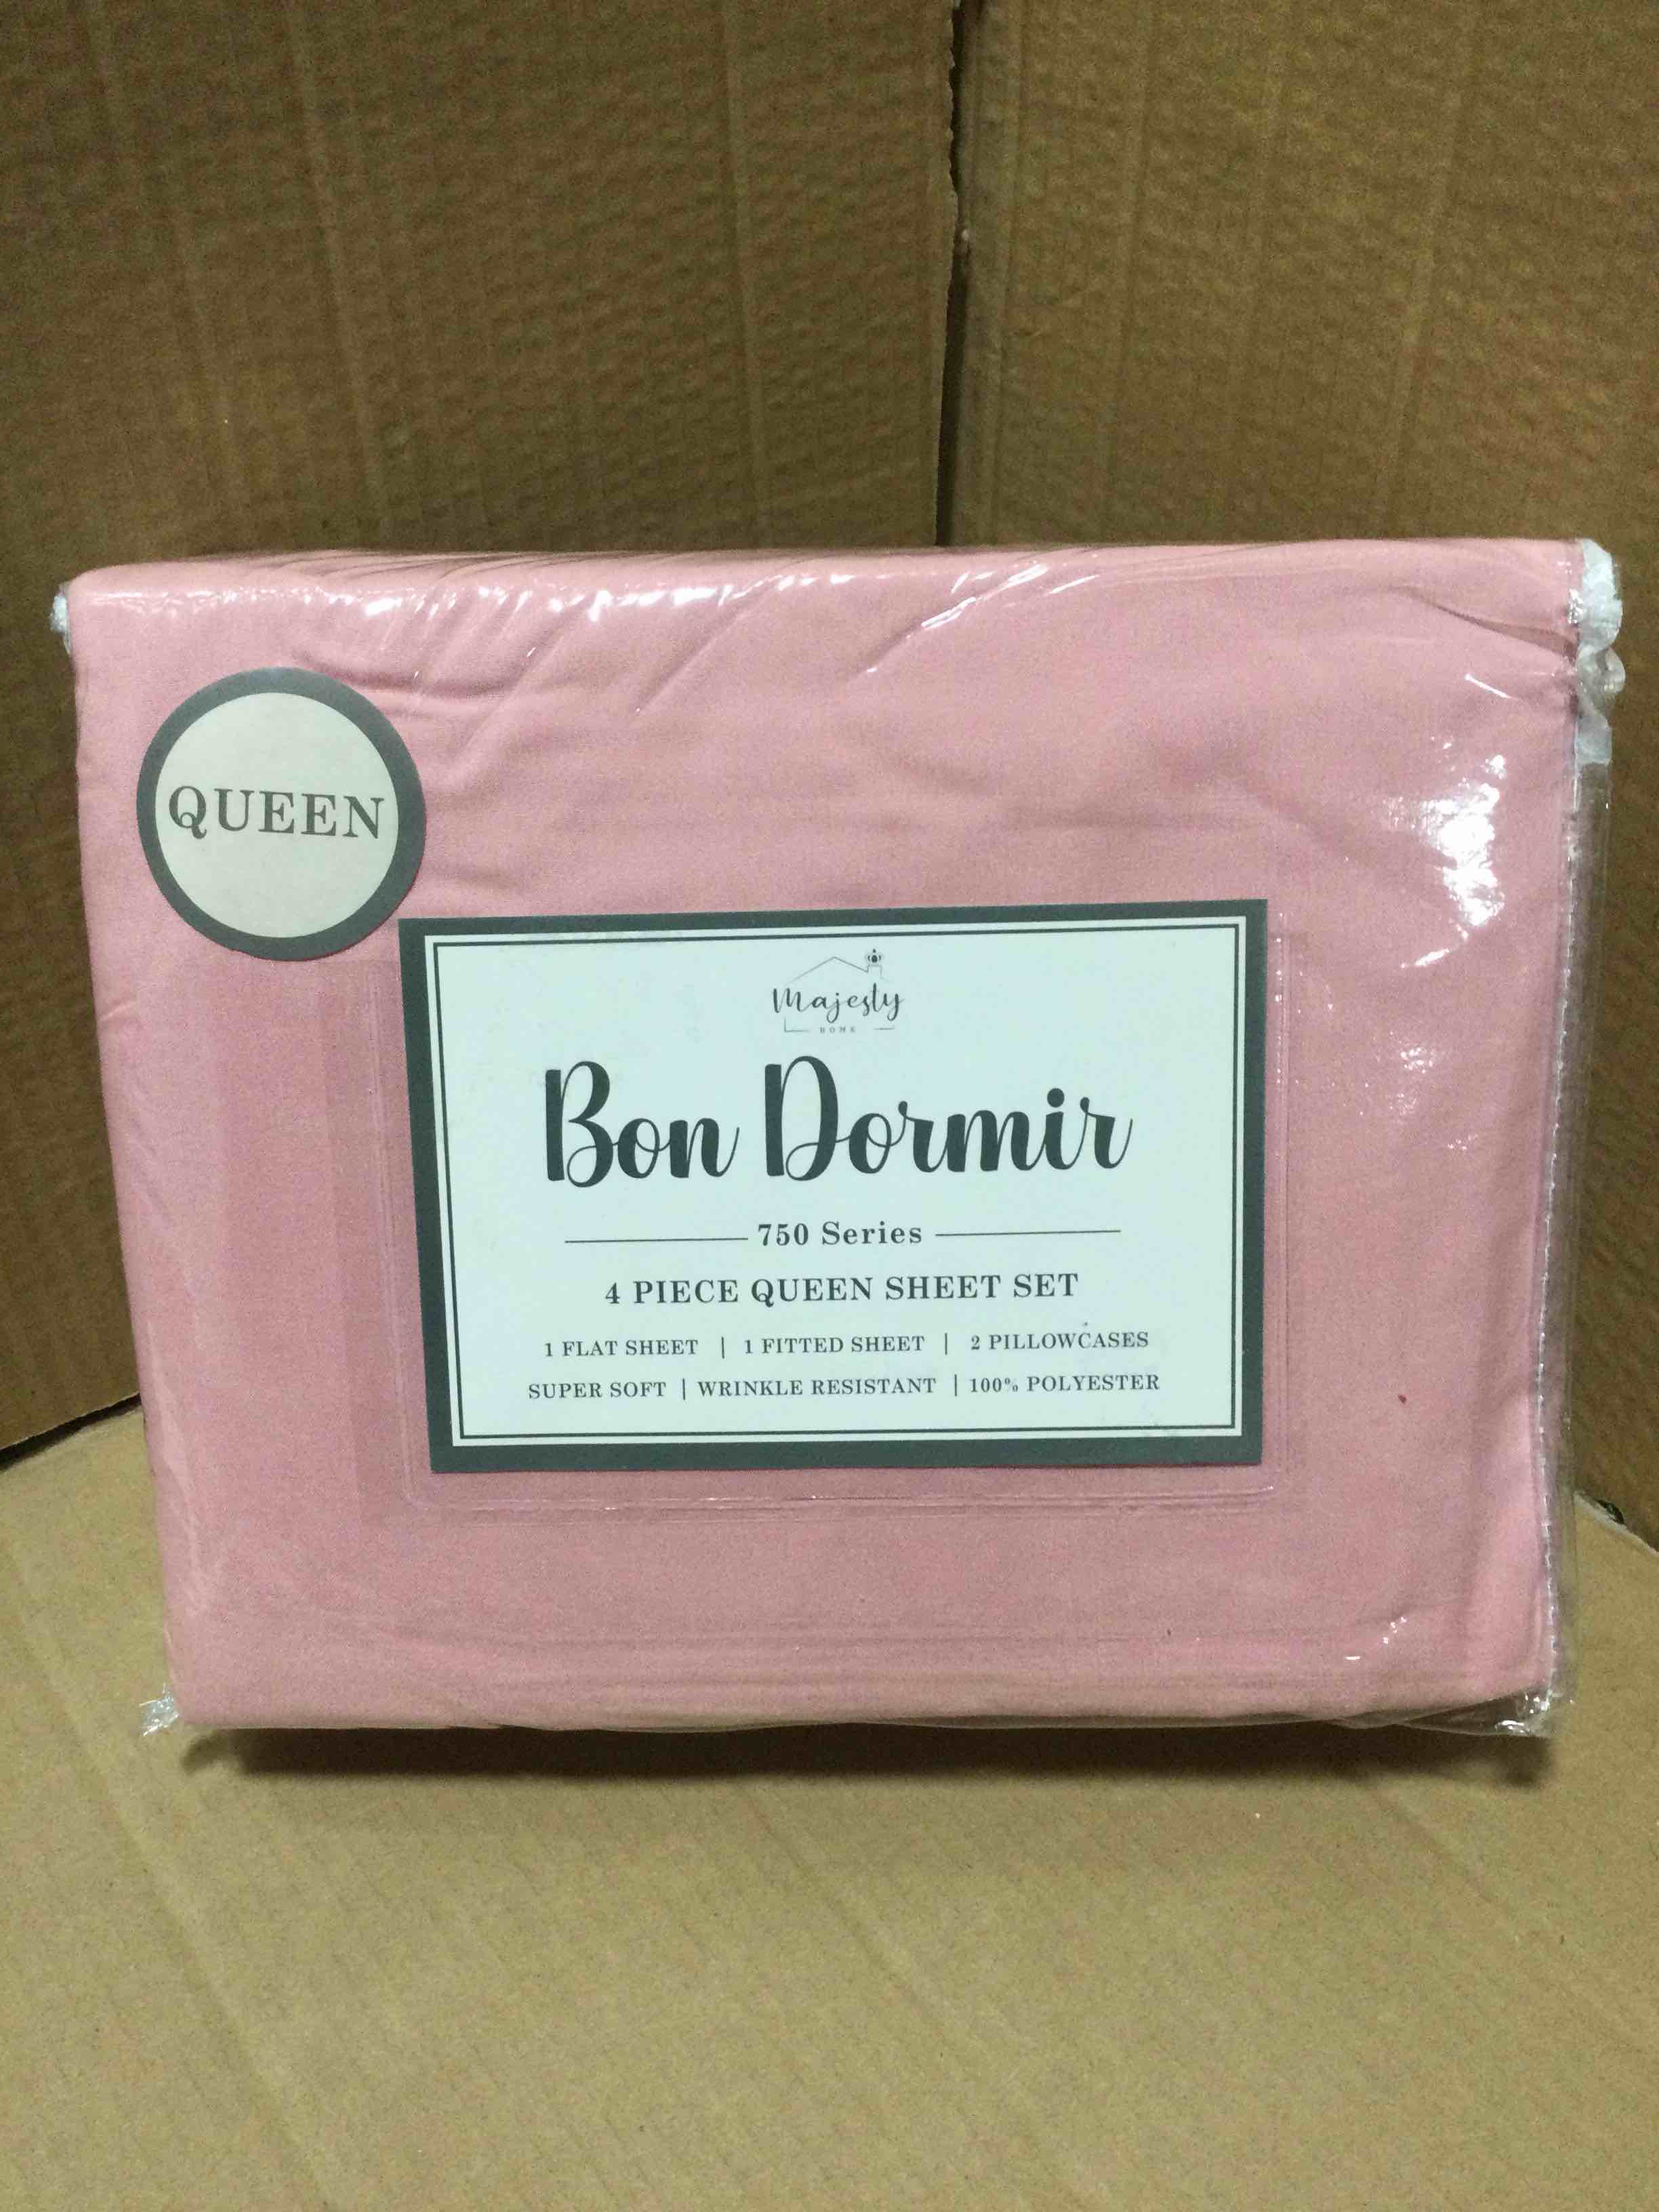 QUEEN
Majesty
HOME
Bon Dormir
750 Series
4 PIECE QUEEN SHEET SET
1 FLAT SHEET | 1 FITTED SHEET | 2 PILLOWCASES
SUPER SOFT | WRINKLE RESISTANT | 100% POLYESTER